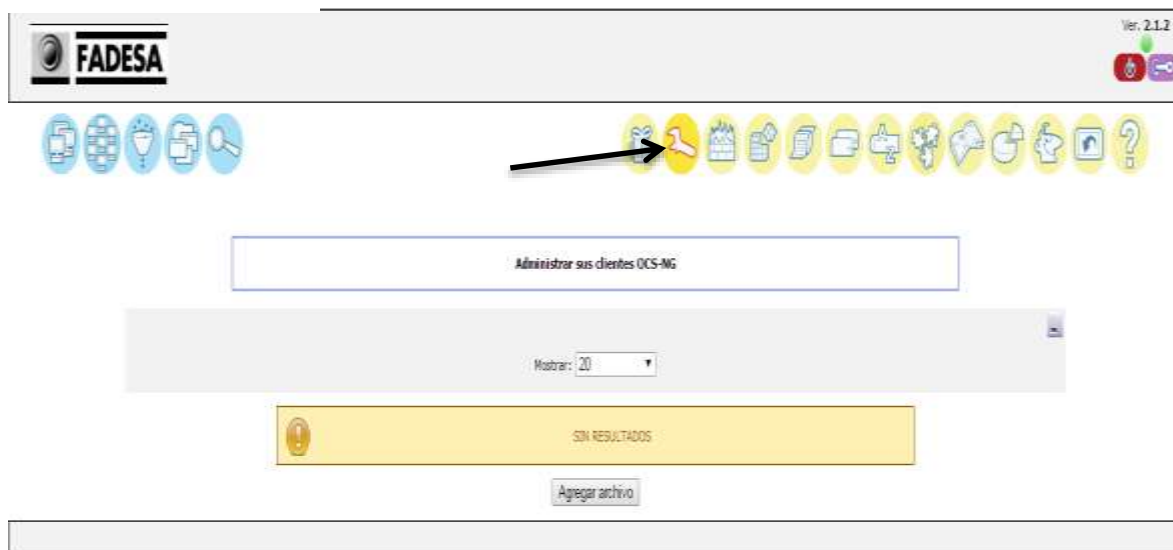 Ver. 2.1.2
FADESA
Administrar sus clientes OCS-NG
Mostrar: 20
SIN RESULTADOS
Agregar archivo